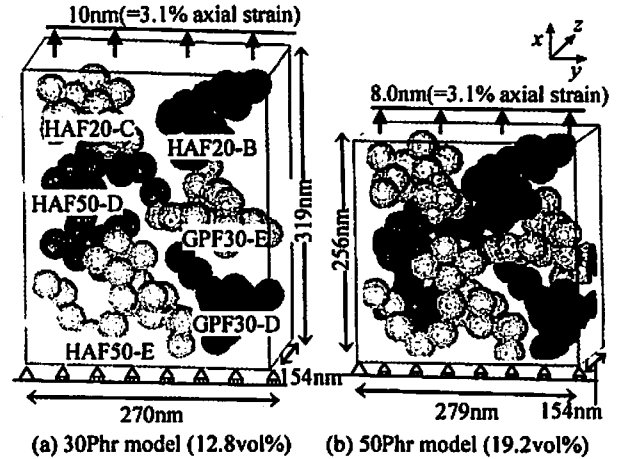 10nm(=3.1% axial strain)
HAF20-C
HAF20-B
HAF50-D
GPF30-E
GPF30-D
HAF50-E
319nm
154nm
270nm
(a) 30Phr model (12.8vol%)
x
z
y
8.0nm(=3.1% axial strain)
256nm
279nm
154nm
(b) 50Phr model (19.2vol%)